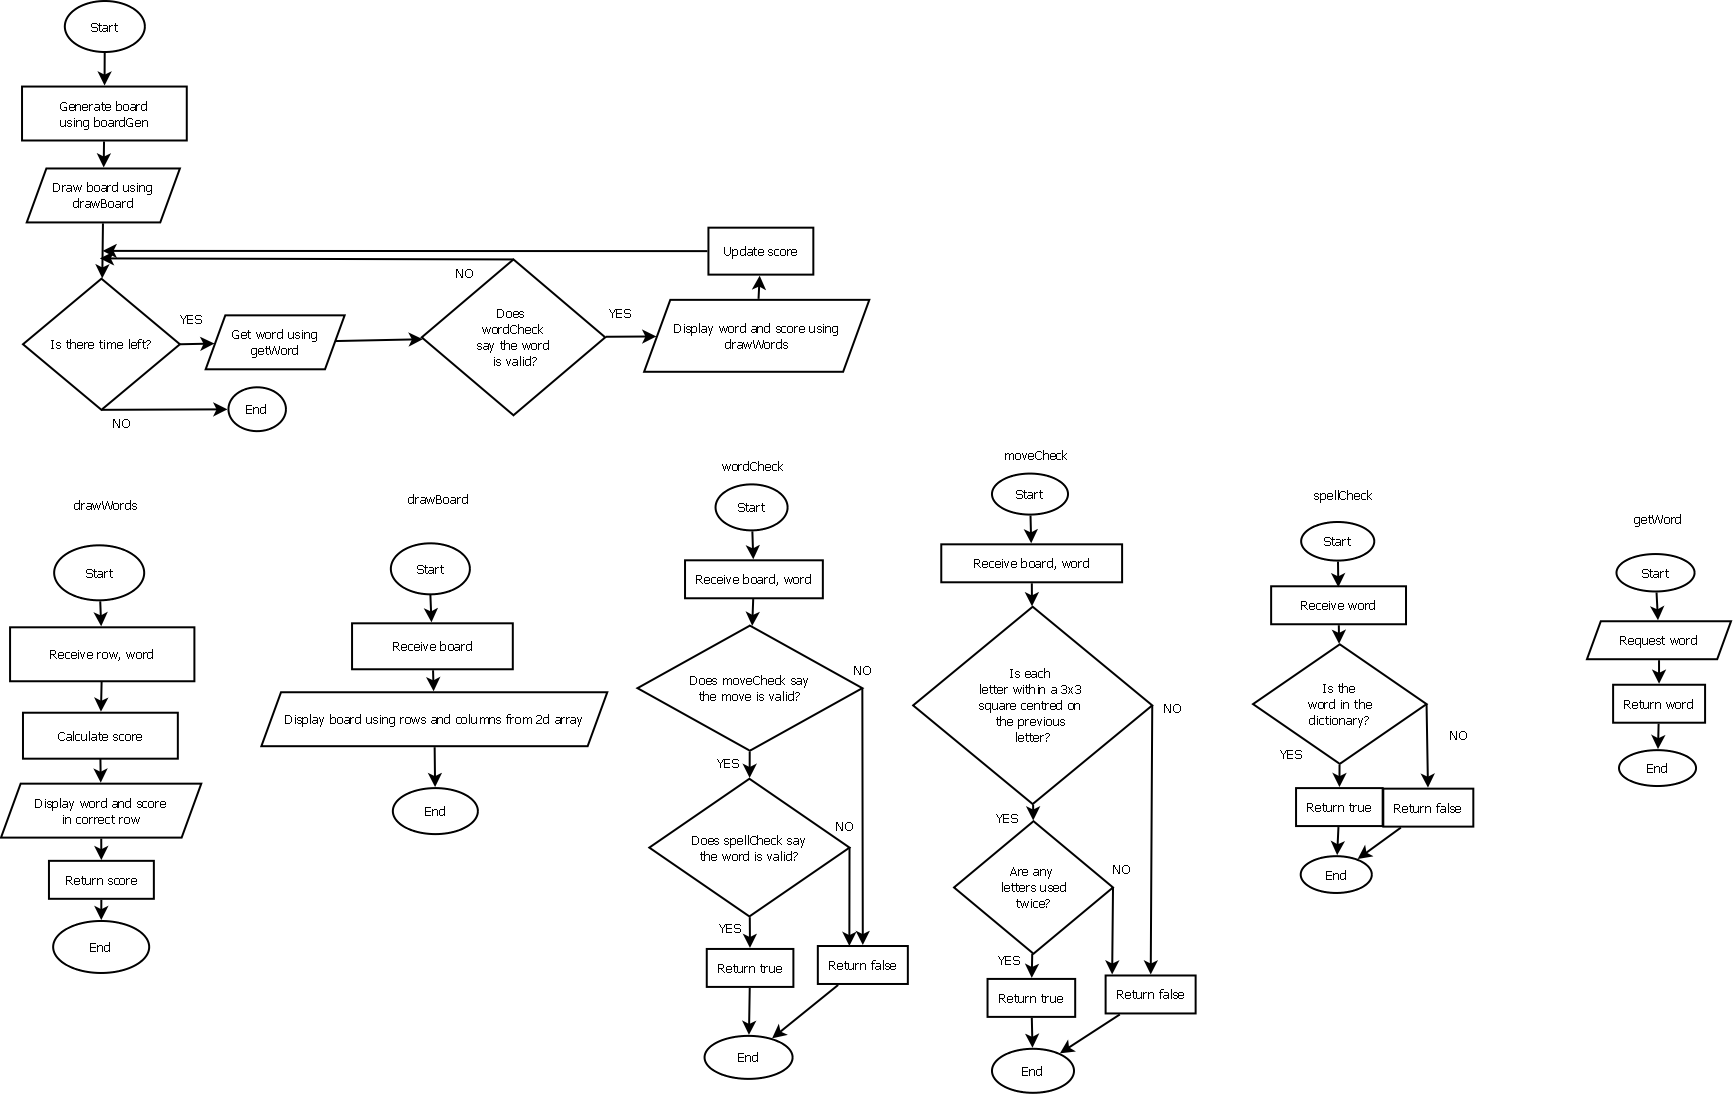 Start
Generate board
using boardGen
Draw board using
drawBoard
Is there time left?
YES
NO
End
Get word using
getWord
Does
wordCheck
say the word
is valid?
NO
YES
Display word and score using
drawWords
Update score
drawWords
Start
Receive row, word
Calculate score
Display word and score
in correct row
Return score
End
drawBoard
Start
Receive board
Display board using rows and columns from 2d array
End
wordCheck
Start
Receive board, word
Does moveCheck say
the move is valid?
NO
YES
Does spellCheck say
the word is valid?
NO
YES
Return true
Return false
End
moveCheck
Start
Receive board, word
Is each
letter within a 3x3
square centred on
the previous
letter?
NO
YES
Are any
letters used
twice?
NO
YES
Return true
Return false
End
spellCheck
Start
Receive word
Is the
word in the
dictionary?
YES
NO
Return true
Return false
End
getWord
Start
Request word
Return word
End